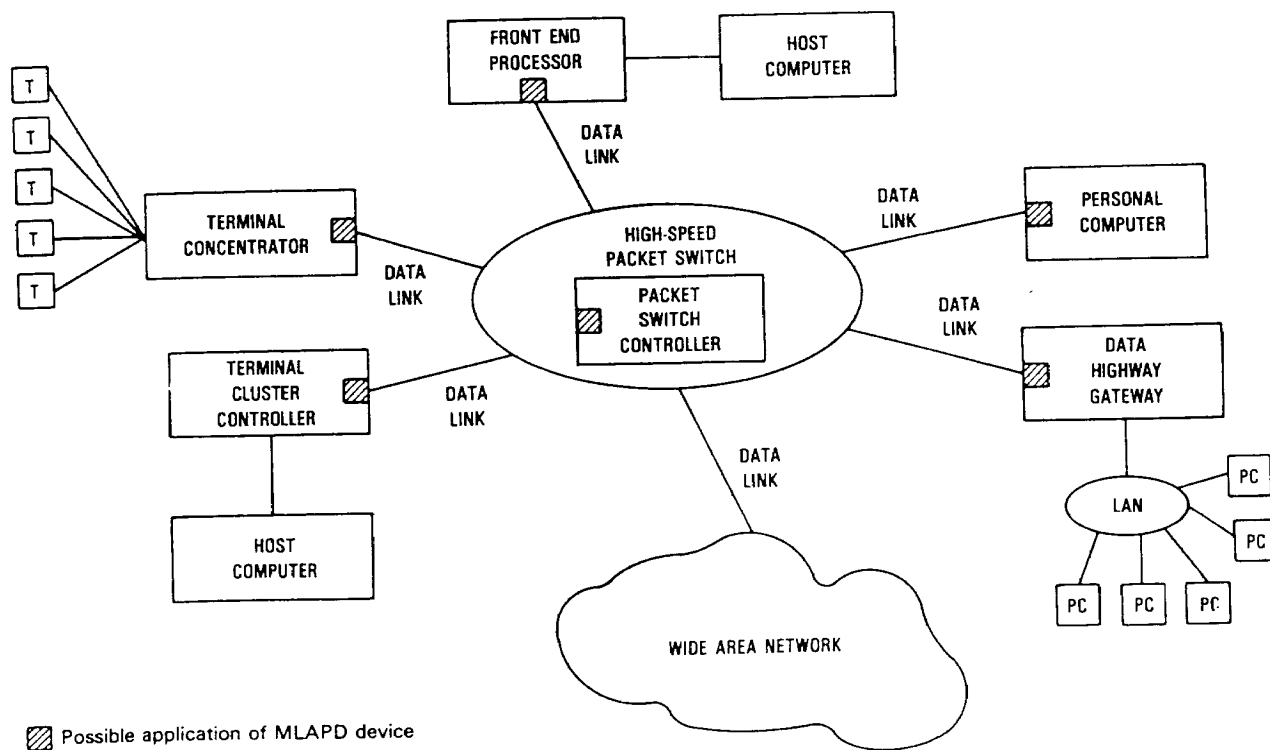 FRONT END
PROCESSOR
HOST
COMPUTER
DATA
LINK
T
T
T
T
T
TERMINAL
CONCENTRATOR
DATA
LINK
HIGH-SPEED
PACKET SWITCH
PACKET
SWITCH
CONTROLLER
DATA
LINK
PERSONAL
COMPUTER
DATA
LINK
DATA
HIGHWAY
GATEWAY
TERMINAL
CLUSTER
CONTROLLER
DATA
LINK
HOST
COMPUTER
DATA
LINK
LAN
PC
PC
PC
PC
PC
WIDE AREA NETWORK
Possible application of MLAPD device